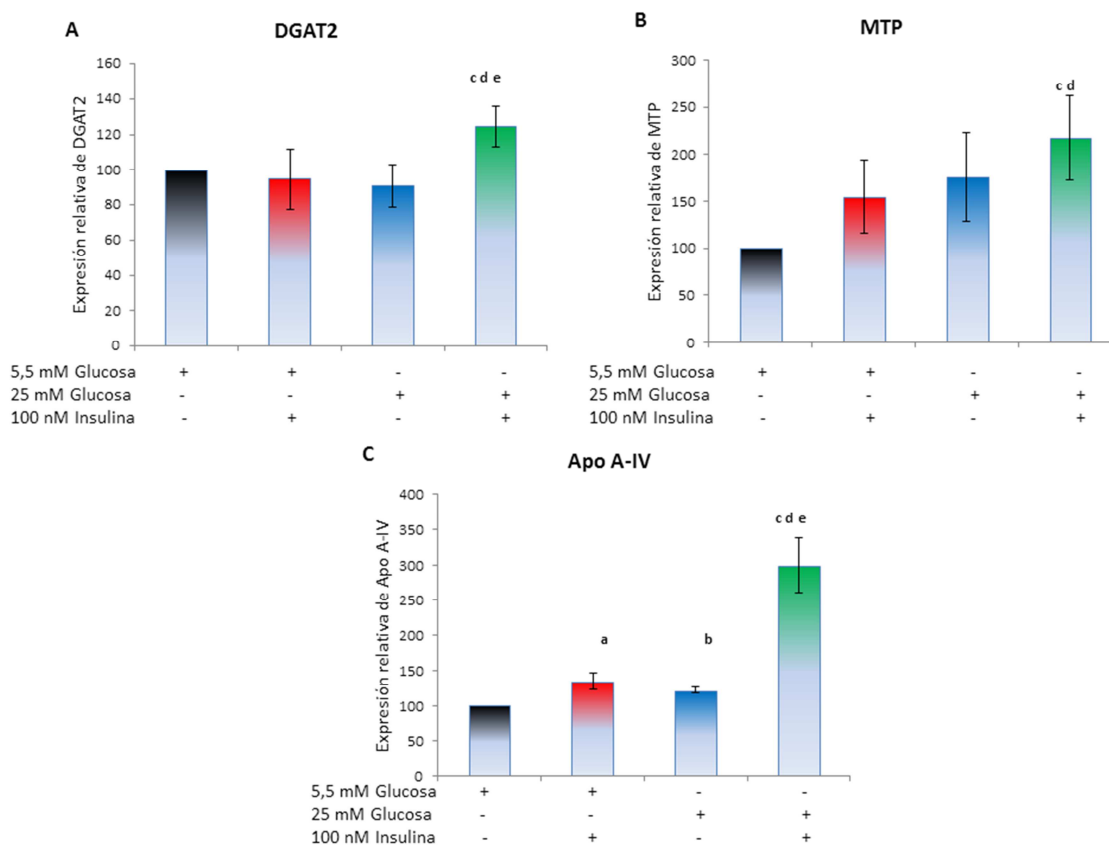 A
DGAT2
Expresión relativa de DGAT2
160
140
120
100
80
60
40
20
0
c d e
5,5 mM Glucosa + + - -
25 mM Glucosa - - + +
100 nM Insulina - + - +
B
MTP
Expresión relativa de MTP
300
250
200
150
100
50
0
c d
5,5 mM Glucosa + + - -
25 mM Glucosa - - + +
100 nM Insulina - + - +
C
Apo A-IV
Expresión relativa de Apo A-IV
400
350
300
250
200
150
100
50
0
a
b
c d e
5,5 mM Glucosa + + - -
25 mM Glucosa - - + +
100 nM Insulina - + - +